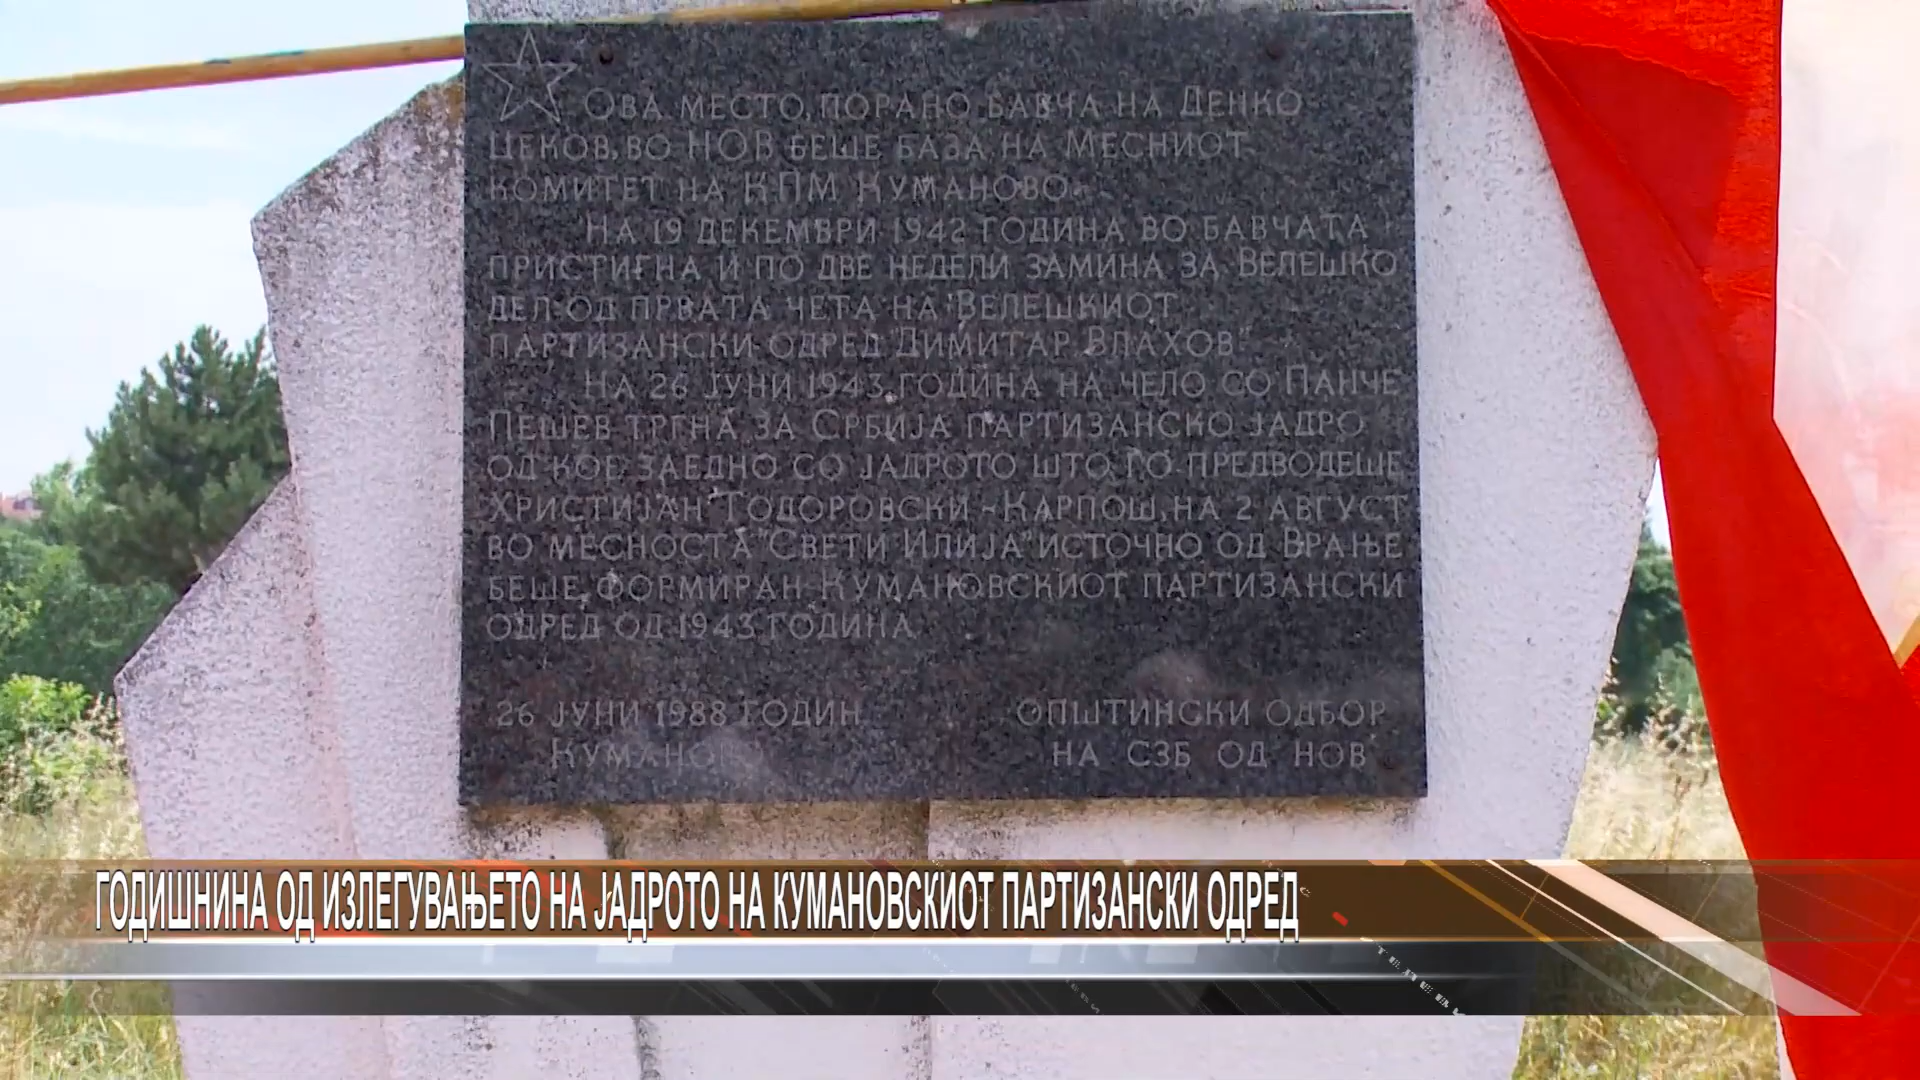 Ова место, порано бавча на Денко
Цеков, во НОВ беше база на Месниот
комитет на КПМ Куманово.
На 19 декември 1942 година во бавчата
пристигна и по две недели замина за Велешко
дел од првата чета на Велешкиот
партизански одред "Димитар Влахов"
На 26 јуни 1943 година на чело со Панче
Пешев тргна за Србија партизанско јадро
од кое, заедно со јадрото што го предводеше
Христијан Тодоровски - Карпош, на 2 август
во месноста "Свети Илија" источно од Врање
беше формиран Кумановскиот партизански
одред од 1943 година
26 јуни 1988 годин
Куманово
општински одбор
на СЗБ од НОВ
ГОДИШНИНА ОД ИЗЛЕГУВАЊЕТО НА ЈАДРОТО НА КУМАНОВСКИОТ ПАРТИЗАНСКИ ОДРЕД